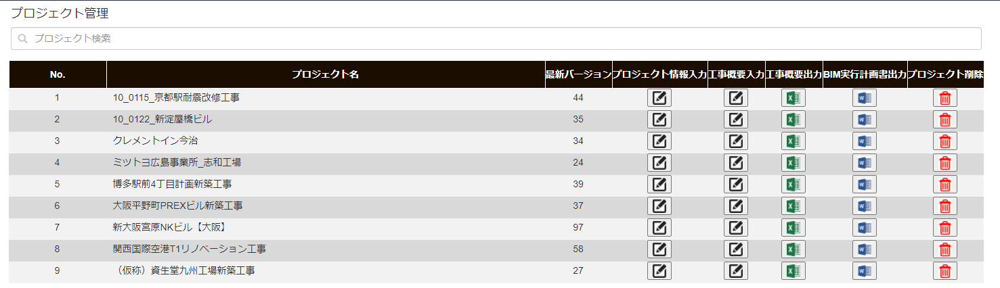 プロジェクト管理
プロジェクト検索
No. プロジェクト名 最新バージョン プロジェクト情報入力 工事概要入力 工事概要出力 BIM実行計画書出力 プロジェクト削除
1 10_0115_京都駅耐震改修工事 44
2 10_0122_新淀屋橋ビル 35
3 クレメントイン今治 34
4 ミツトヨ広島事業所_志和工場 24
5 博多駅前4丁目計画新築工事 39
6 大阪平野町PREXビル新築工事 37
7 新大阪宮原NKビル【大阪】 97
8 関西国際空港T1リノベーション工事 58
9 （仮称）資生堂九州工場新築工事 27